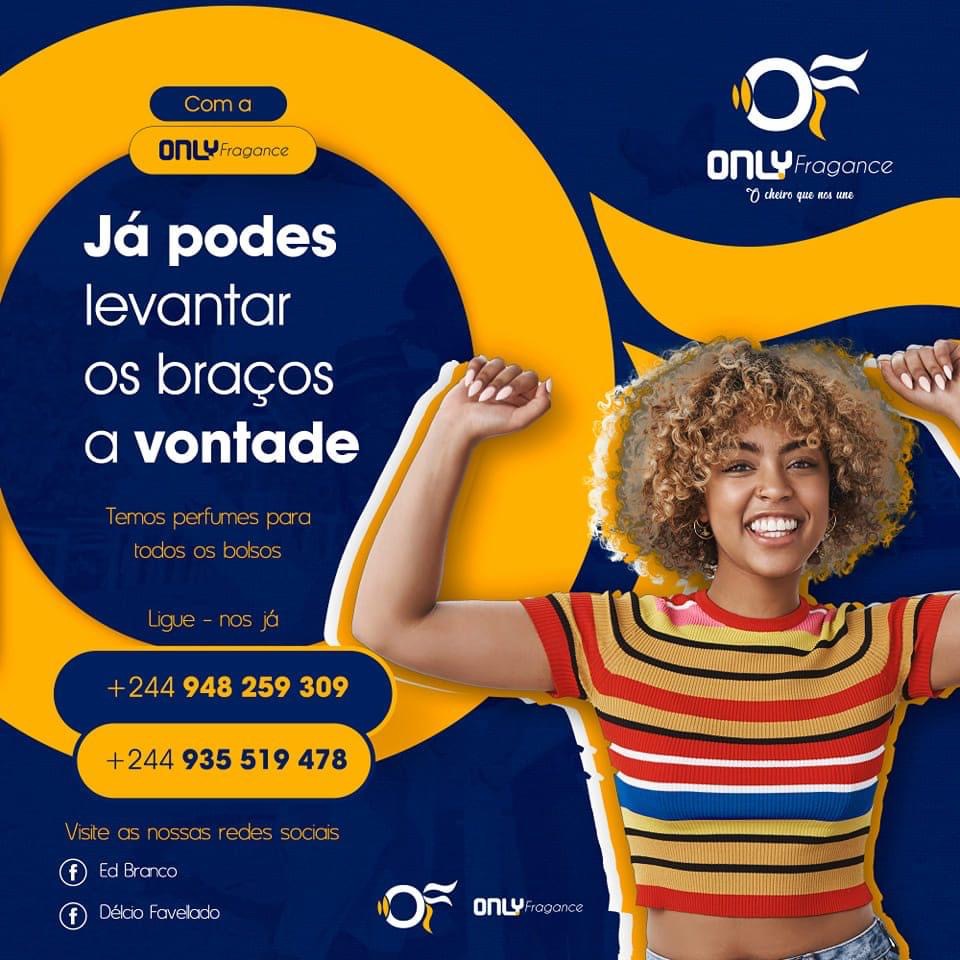 Com a
ONLY Fragance
Já podes
levantar
os braços
a vontade
Temos perfumes para
todos os bolsos
Ligue - nos já
+244 948 259 309
+244 935 519 478
Visite as nossas redes sociais
Ed Branco
Délcio Favellado
OF
ONLY Fragance
O cheiro que nos une
OF
ONLY Fragance